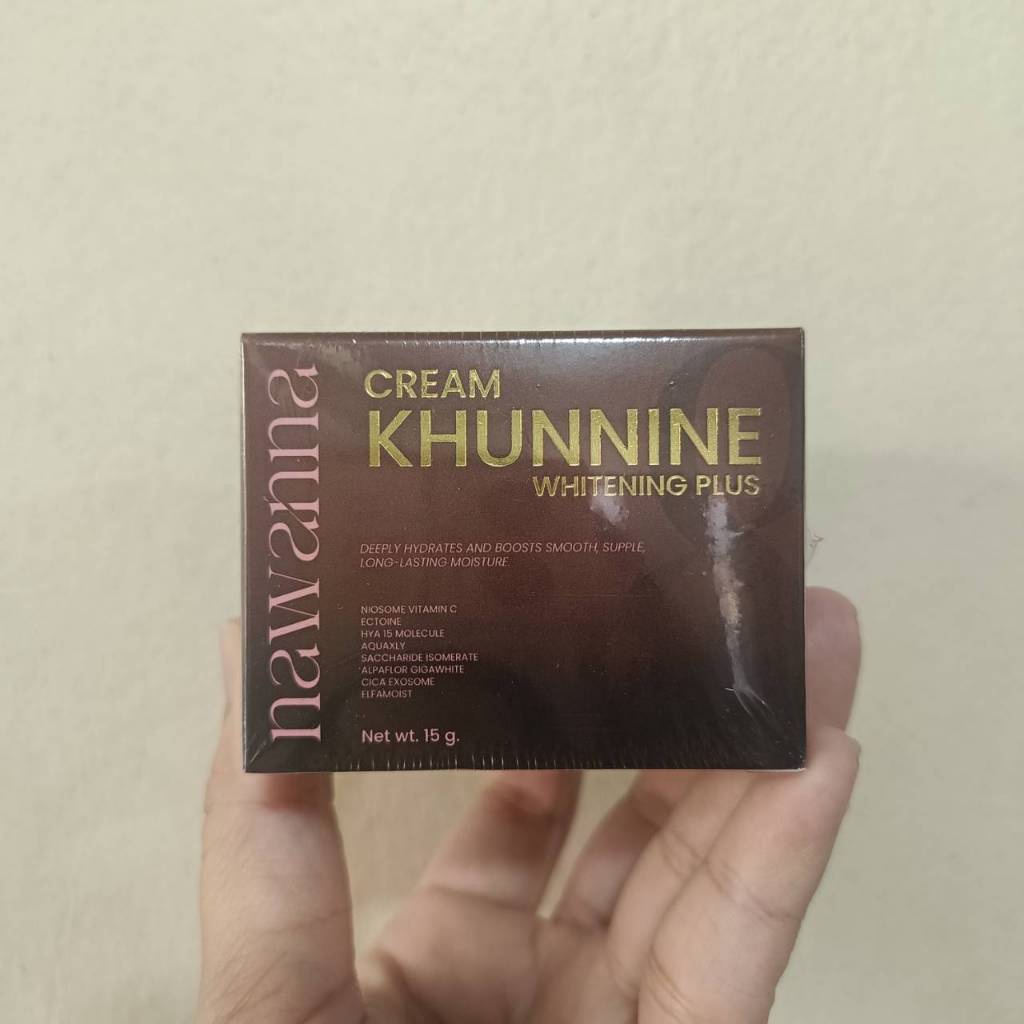 nawanna
CREAM
KHUNNINE
WHITENING PLUS
DEEPLY HYDRATES AND BOOSTS SMOOTH, SUPPLE,
LONG-LASTING MOISTURE.
NIOSOME VITAMIN C
ECTOINE
HYA 15 MOLECULE
AQUAXLY
SACCHARIDE ISOMERATE
ALPAFLOR GIGAWHITE
CICA EXOSOME
ELFAMOIST
Net wt. 15 g.